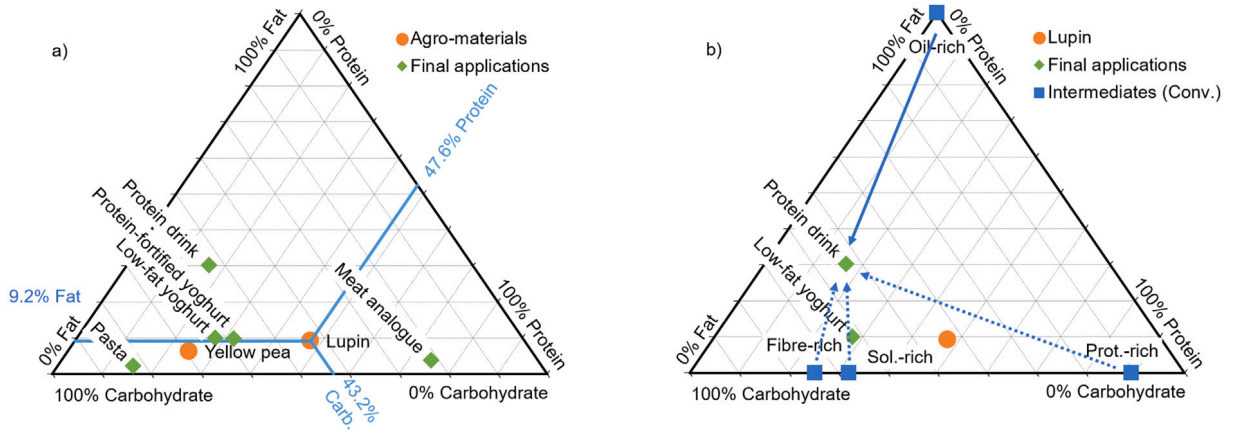 a)
100% Fat
0% Protein
Agro-materials
Final applications
47.6% Protein
Protein drink
Protein-fortified yoghurt
Low-fat yoghurt
Meat analogue
100% Protein
9.2% Fat
0% Fat
Pasta
Yellow pea
Lupin
100% Carbohydrate
43.2%
Carb.
0% Carbohydrate
b)
100% Fat
0% Protein
Oil-rich
Lupin
Final applications
Intermediates (Conv.)
Protein drink
Low-fat yoghurt
100% Protein
0% Fat
Fibre-rich
Sol.-rich
Prot.-rich
100% Carbohydrate
0% Carbohydrate